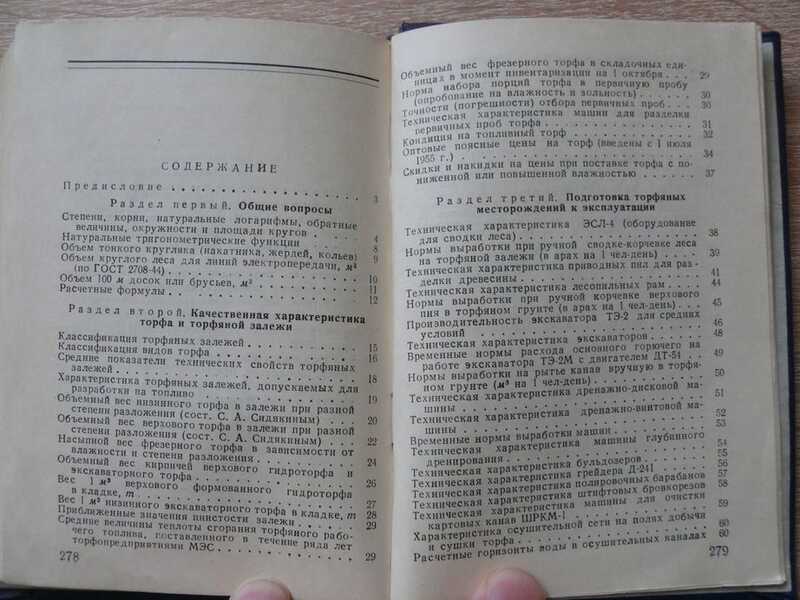 СОДЕРЖАНИЕ
Предисловие . . . . . . . . . . . . . . . 3
Раздел первый. Общие вопросы
Степени, корни, натуральные логарифмы, обратные
величины, окружности и площади кругов . . . . 4
Натуральные тригонометрические функции . . . . 8
Объем тонкого кругляка (накатника, жердей, кольев) 9
Объем круглого леса для линий электропередачи, м³
(по ГОСТ 2708-44) . . . . . . . . . . . . 10
Объем 100 м досок или брусьев, м³ . . . . . . 11
Расчетные формулы . . . . . . . . . . . . 12
Раздел второй. Качественная характеристика
торфа и торфяной залежи
Классификация торфяных залежей . . . . . . . 15
Классификация видов торфа . . . . . . . . . 16
Средние показатели технических свойств торфяных
залежей . . . . . . . . . . . . . . . . 18
Характеристика торфяных залежей, допускаемых для
разработки на топливо . . . . . . . . . . . 19
Объемный вес низинного торфа в залежи при разной
степени разложения (сост. С. А. Сидякиным) . . . 20
Объемный вес верхового торфа в залежи при разной
степени разложения (сост. С. А. Сидякиным) . . . 22
Насыпной вес фрезерного торфа в зависимости от
влажности и степени разложения . . . . . . . 24
Объемный вес кирпичей верхового гидроторфа и
экскаваторного торфа . . . . . . . . . . . 26
Вес 1 м³ верхового формованного гидроторфа
в кладке, т . . . . . . . . . . . . . . 27
Вес 1 м³ низинного экскаваторного торфа в кладке, т 28
Приближенные значения пнистости залежи . . . . 29
Средние величины теплоты сгорания торфяного рабо-
чего топлива, поставленного в течение ряда лет
торфопредприятиями МЭС . . . . . . . . . . 29
278
Объемный вес фрезерного торфа в складочных еди-
ницах в момент инвентаризации на 1 октября . . . 29
Норма набора порций торфа в первичную пробу
(опробование на влажность и зольность) . . . . . 30
Точности (погрешности) отбора первичных проб . . 30
Техническая характеристика машин для разделки
первичных проб торфа . . . . . . . . . . . 31
Кондиция на топливный торф . . . . . . . . . 32
Оптовые поясные цены на торф (введены с 1 июля
1955 г.) . . . . . . . . . . . . . . . . 34
Скидки и накидки на цены при поставке торфа с по-
ниженной или повышенной влажностью . . . . . 37
Раздел третий. Подготовка торфяных
месторождений к эксплуатации
Техническая характеристика ЭСЛ-4 (оборудование
для сводки леса) . . . . . . . . . . . . . 38
Нормы выработки при ручной сводке-корчевке леса
на торфяной залежи (в арах на 1 чел-день) . . . 39
Техническая характеристика приводных пил для раз-
делки древесины . . . . . . . . . . . . . 41
Техническая характеристика лесопильных рам . . . 44
Нормы выработки при ручной корчевке верхового
пня в торфяном грунте (в арах на 1 чел-день) . . 45
Производительность экскаватора ТЭ-2 для средних
условий . . . . . . . . . . . . . . . . 46
Техническая характеристика экскаваторов . . . . 48
Временные нормы расхода основного горючего на
работе экскаватора ТЭ-2М с двигателем ДТ-54 . . 49
Нормы выработки на рытье канав вручную в торфя-
ном грунте (м³ на 1 чел-день) . . . . . . . . 50
Техническая характеристика дренажно-дисковой ма-
шины . . . . . . . . . . . . . . . . . 51
Техническая характеристика дренажно-винтовой ма-
шины . . . . . . . . . . . . . . . . . 52
Временные нормы выработки машин . . . . . . 53
Техническая характеристика машины глубинного
дренирования . . . . . . . . . . . . . . 54
Техническая характеристика бульдозеров . . . . 55
Техническая характеристика грейдера Д-241 . . . 56
Техническая характеристика полировочных барабанов 57
Техническая характеристика штифтовых бровкорезов 58
Техническая характеристика машины для очистки
картовых канав ШРКМ-1 . . . . . . . . . . 59
Характеристика осушительной сети на полях добычи
и сушки торфа . . . . . . . . . . . . . . 60
Расчетные горизонты воды в осушительных каналах 60
279